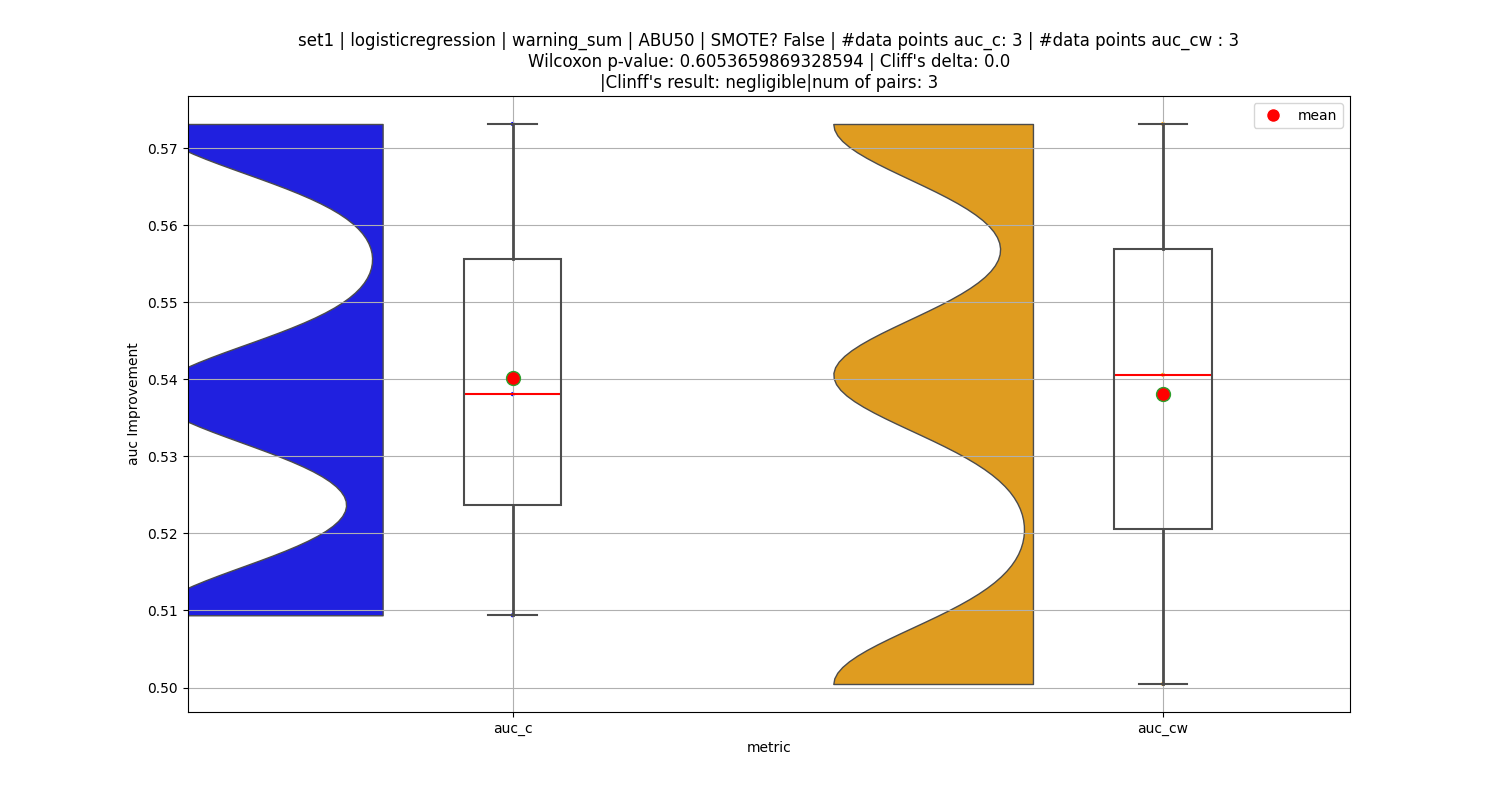 set1 | logisticregression | warning_sum | ABU50 | SMOTE? False | #data points auc_c: 3 | #data points auc_cw : 3
Wilcoxon p-value: 0.6053659869328594 | Cliff's delta: 0.0
|Clinff's result: negligible|num of pairs: 3
mean
0.57
0.56
0.55
0.54
0.53
0.52
0.51
0.50
auc Improvement
auc_c
auc_cw
metric